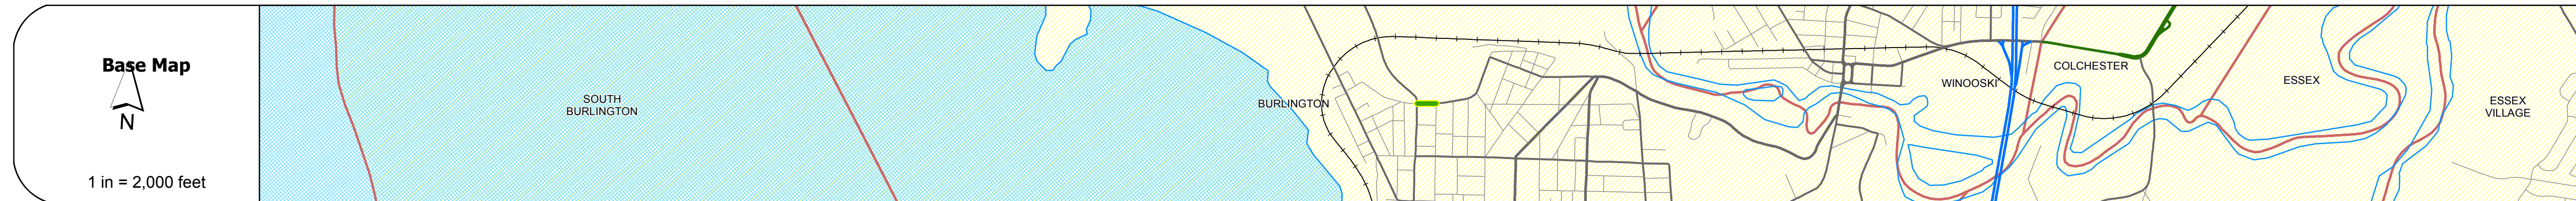 Base Map
N
1 in = 2,000 feet
SOUTH
BURLINGTON
BURLINGTON
WINOOSKI
COLCHESTER
ESSEX
ESSEX
VILLAGE